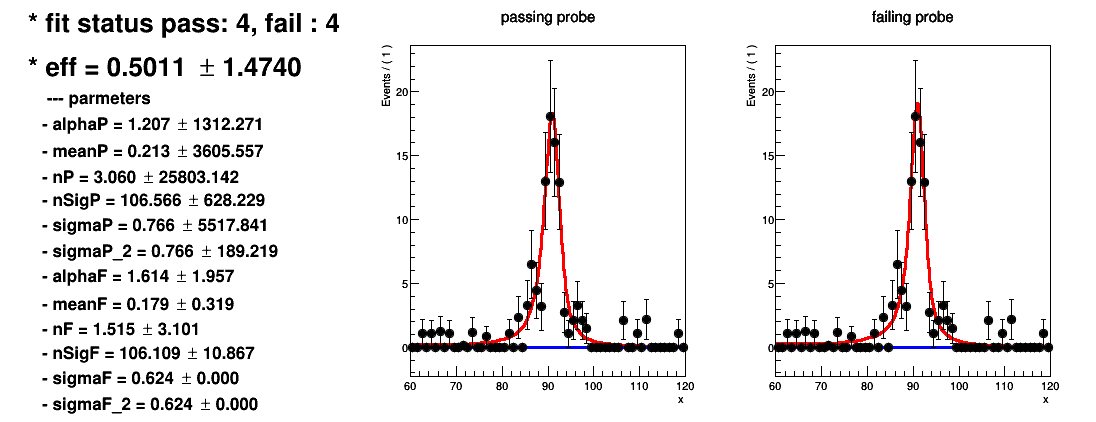 * fit status pass: 4, fail : 4
* eff = 0.5011 ± 1.4740
--- parmeters
- alphaP = 1.207 ± 1312.271
- meanP = 0.213 ± 3605.557
- nP = 3.060 ± 25803.142
- nSigP = 106.566 ± 628.229
- sigmaP = 0.766 ± 5517.841
- sigmaP_2 = 0.766 ± 189.219
- alphaF = 1.614 ± 1.957
- meanF = 0.179 ± 0.319
- nF = 1.515 ± 3.101
- nSigF = 106.109 ± 10.867
- sigmaF = 0.624 ± 0.000
- sigmaF_2 = 0.624 ± 0.000
passing probe
Events / ( 1 )
20
15
10
5
0
60 70 80 90 100 110 120
x
failing probe
Events / ( 1 )
20
15
10
5
0
60 70 80 90 100 110 120
x